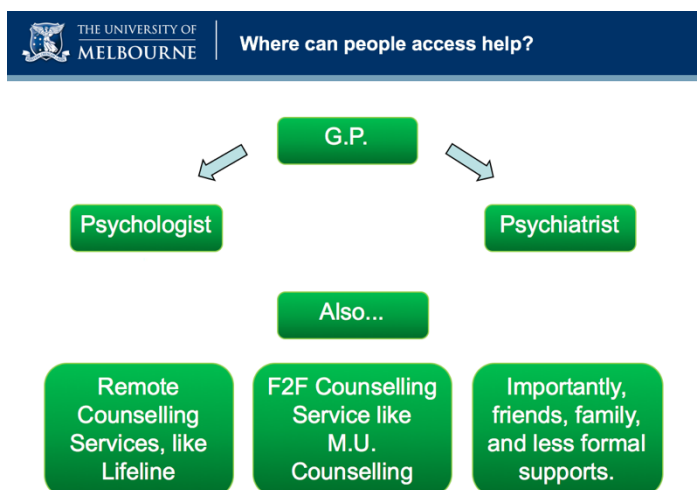 THE UNIVERSITY OF
MELBOURNE
Where can people access help?
G.P.
Psychologist
Psychiatrist
Also...
Remote
Counselling
Services, like
Lifeline
F2F Counselling
Service like
M.U.
Counselling
Importantly,
friends, family,
and less formal
supports.